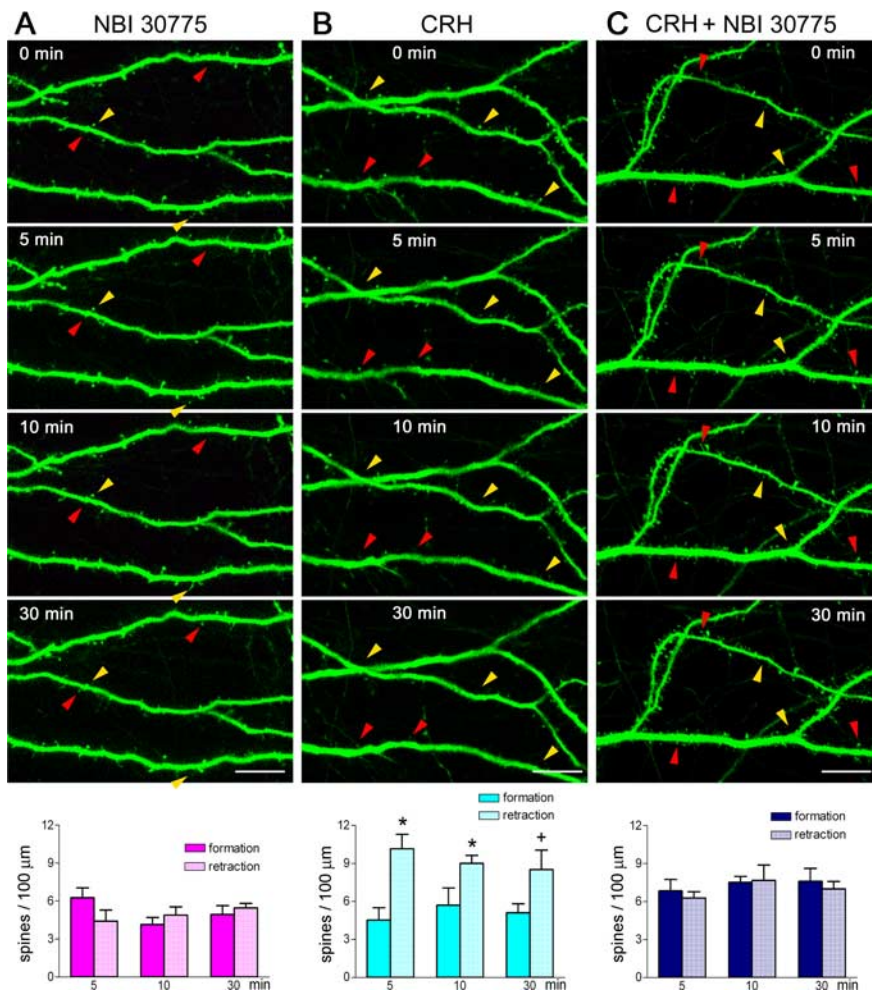 A NBI 30775
0 min
5 min
10 min
30 min
B CRH
0 min
5 min
10 min
30 min
C CRH + NBI 30775
0 min
5 min
10 min
30 min
formation
retraction
spines / 100 µm
12
9
6
3
0
5 10 30 min
formation
retraction
spines / 100 µm
12
9
6
3
0
* * +
5 10 30 min
formation
retraction
spines / 100 µm
12
9
6
3
0
5 10 30 min